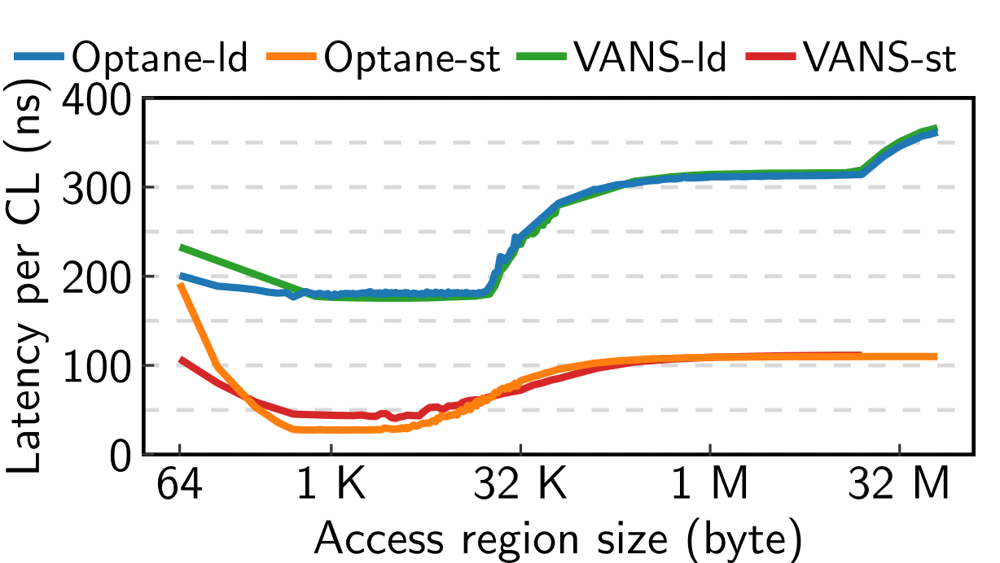 Optane-ld Optane-st VANS-ld VANS-st
Latency per CL (ns)
400
300
200
100
0
64 1 K 32 K 1 M 32 M
Access region size (byte)